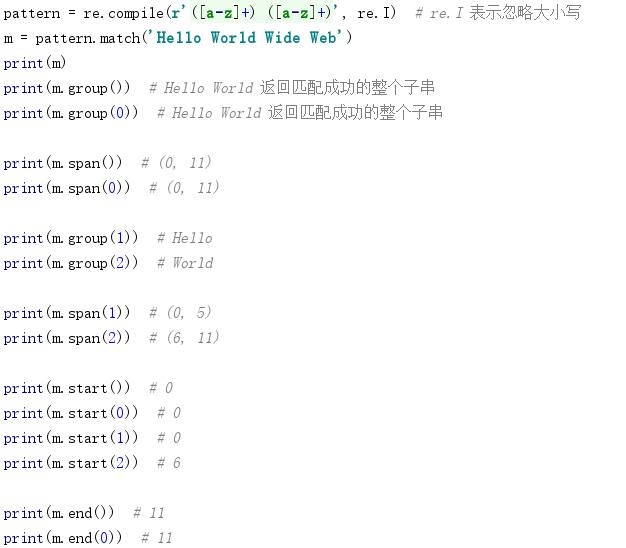 pattern = re.compile(r'([a-z]+) ([a-z]+)', re.I)  # re.I 表示忽略大小写
m = pattern.match('Hello World Wide Web')
print(m)
print(m.group())  # Hello World 返回匹配成功的整个子串
print(m.group(0))  # Hello World 返回匹配成功的整个子串
print(m.span())  # (0, 11)
print(m.span(0))  # (0, 11)
print(m.group(1))  # Hello
print(m.group(2))  # World
print(m.span(1))  # (0, 5)
print(m.span(2))  # (6, 11)
print(m.start())  # 0
print(m.start(0))  # 0
print(m.start(1))  # 0
print(m.start(2))  # 6
print(m.end())  # 11
print(m.end(0))  # 11